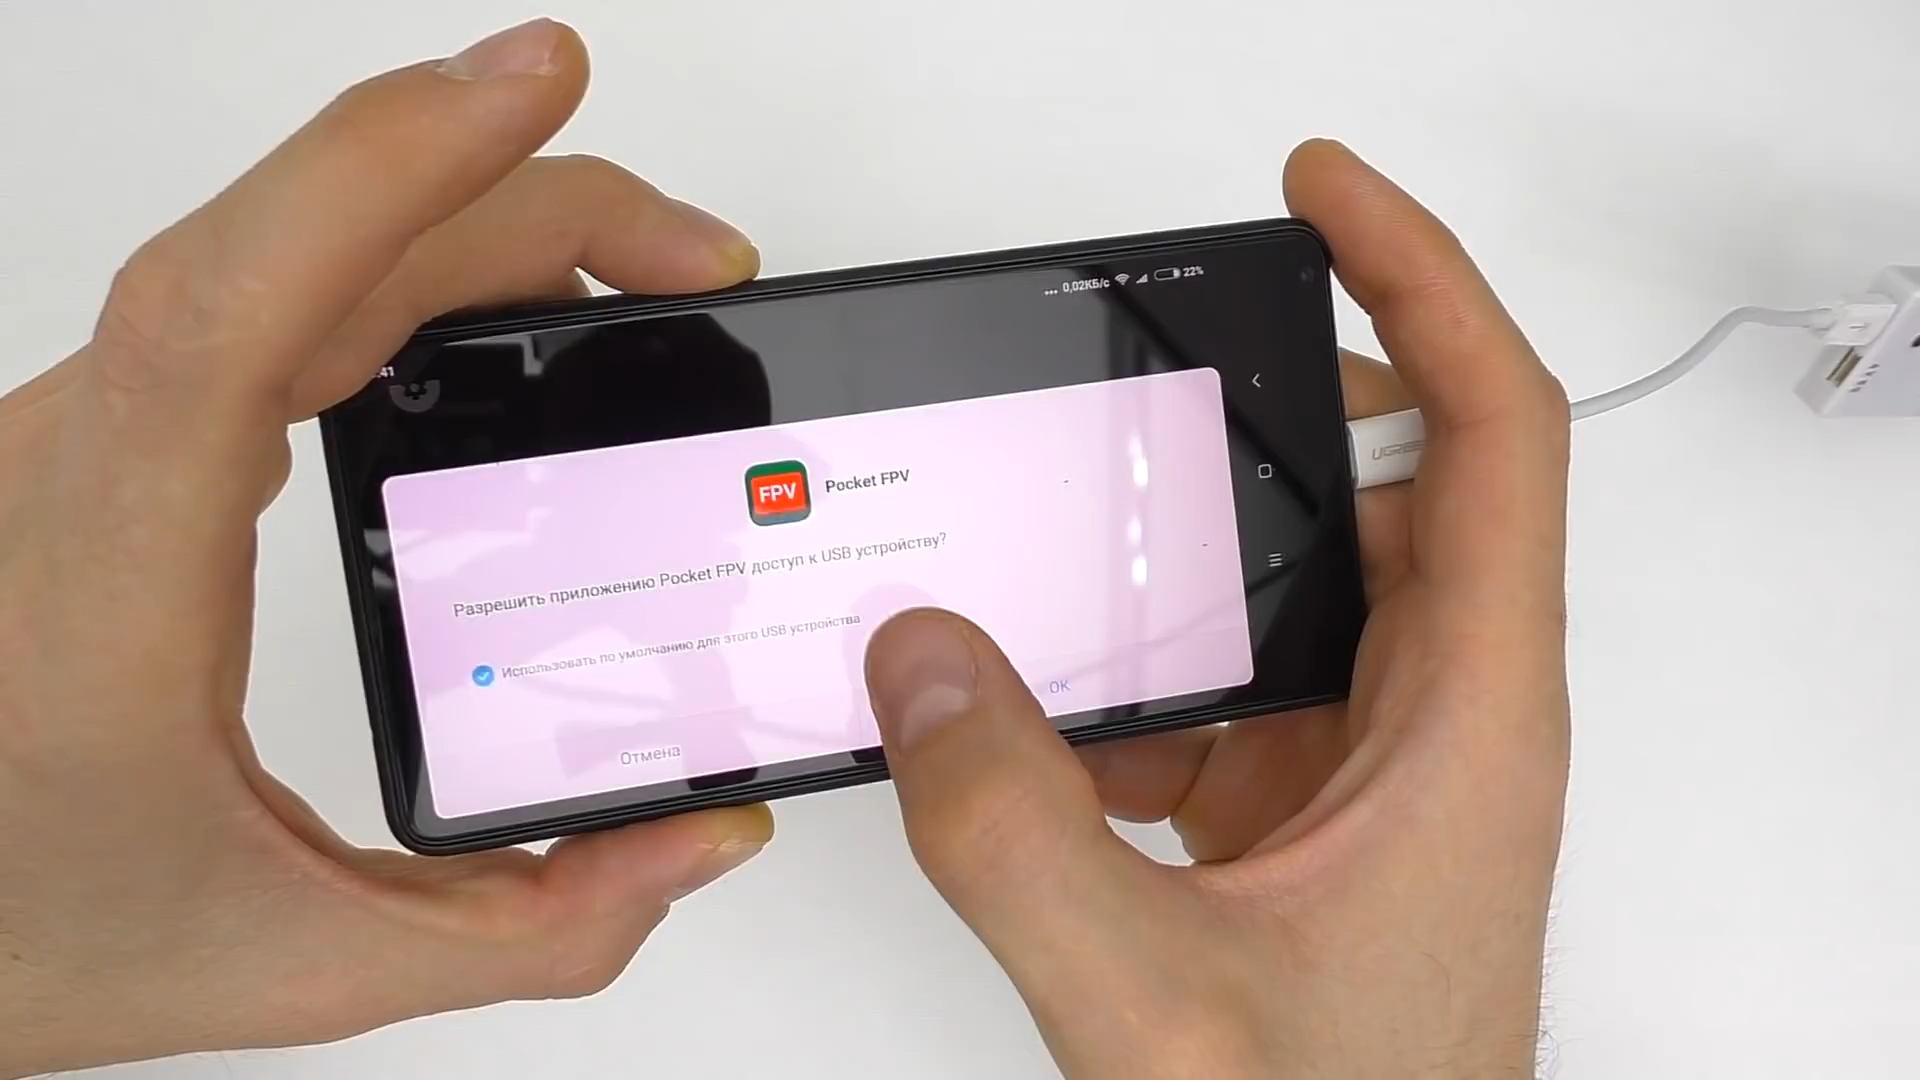 :41
... 0,02КБ/с 22%
FPV
Pocket FPV
Разрешить приложению Pocket FPV доступ к USB устройству?
Использовать по умолчанию для этого USB устройства
Отмена
OK